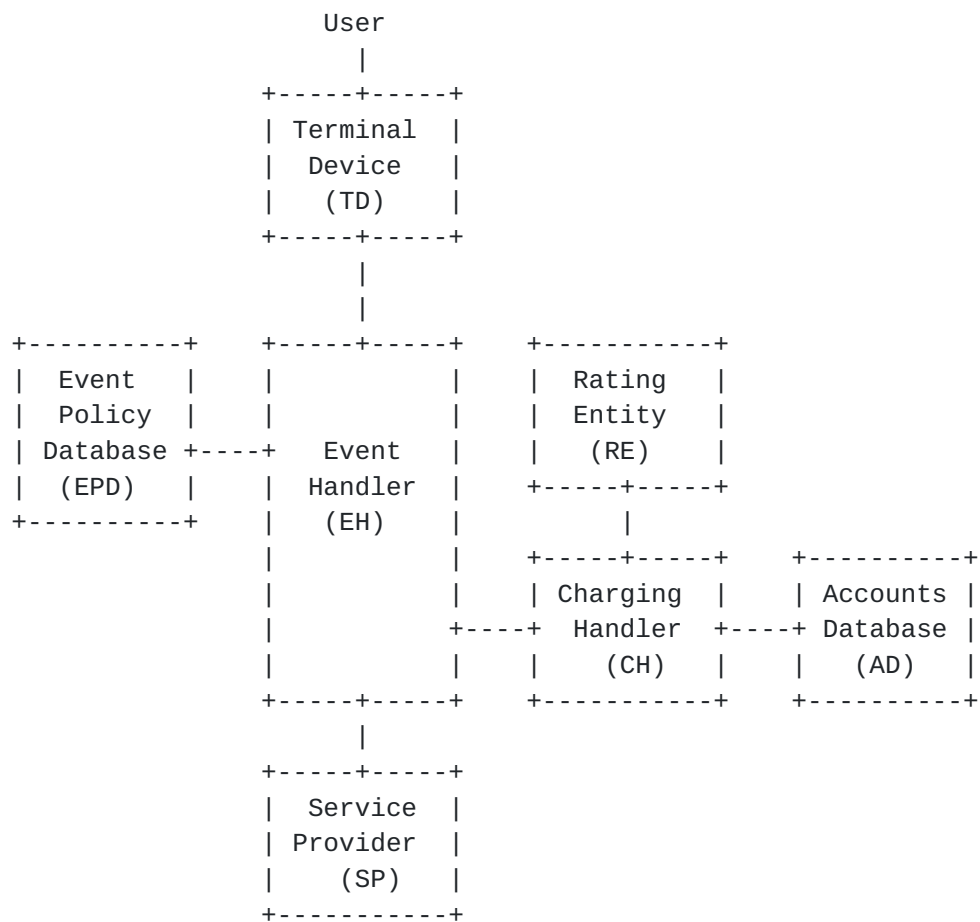 User
Terminal
Device
(TD)
Event
Policy
Database
(EPD)
Event
Handler
(EH)
Rating
Entity
(RE)
Charging
Handler
(CH)
Accounts
Database
(AD)
Service
Provider
(SP)